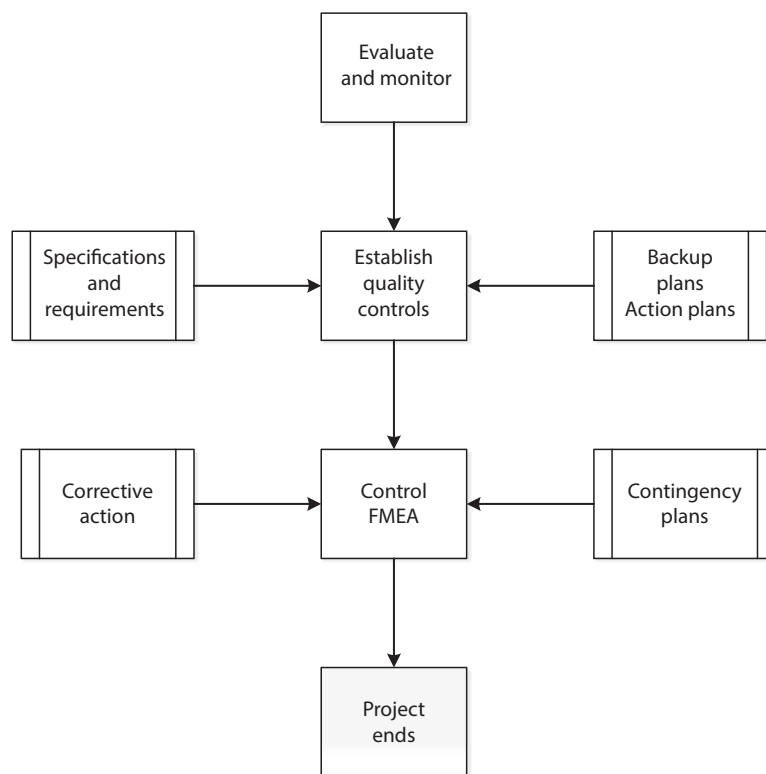 Evaluate
and monitor
Specifications
and
requirements
Establish
quality
controls
Backup
plans
Action plans
Corrective
action
Control
FMEA
Contingency
plans
Project
ends